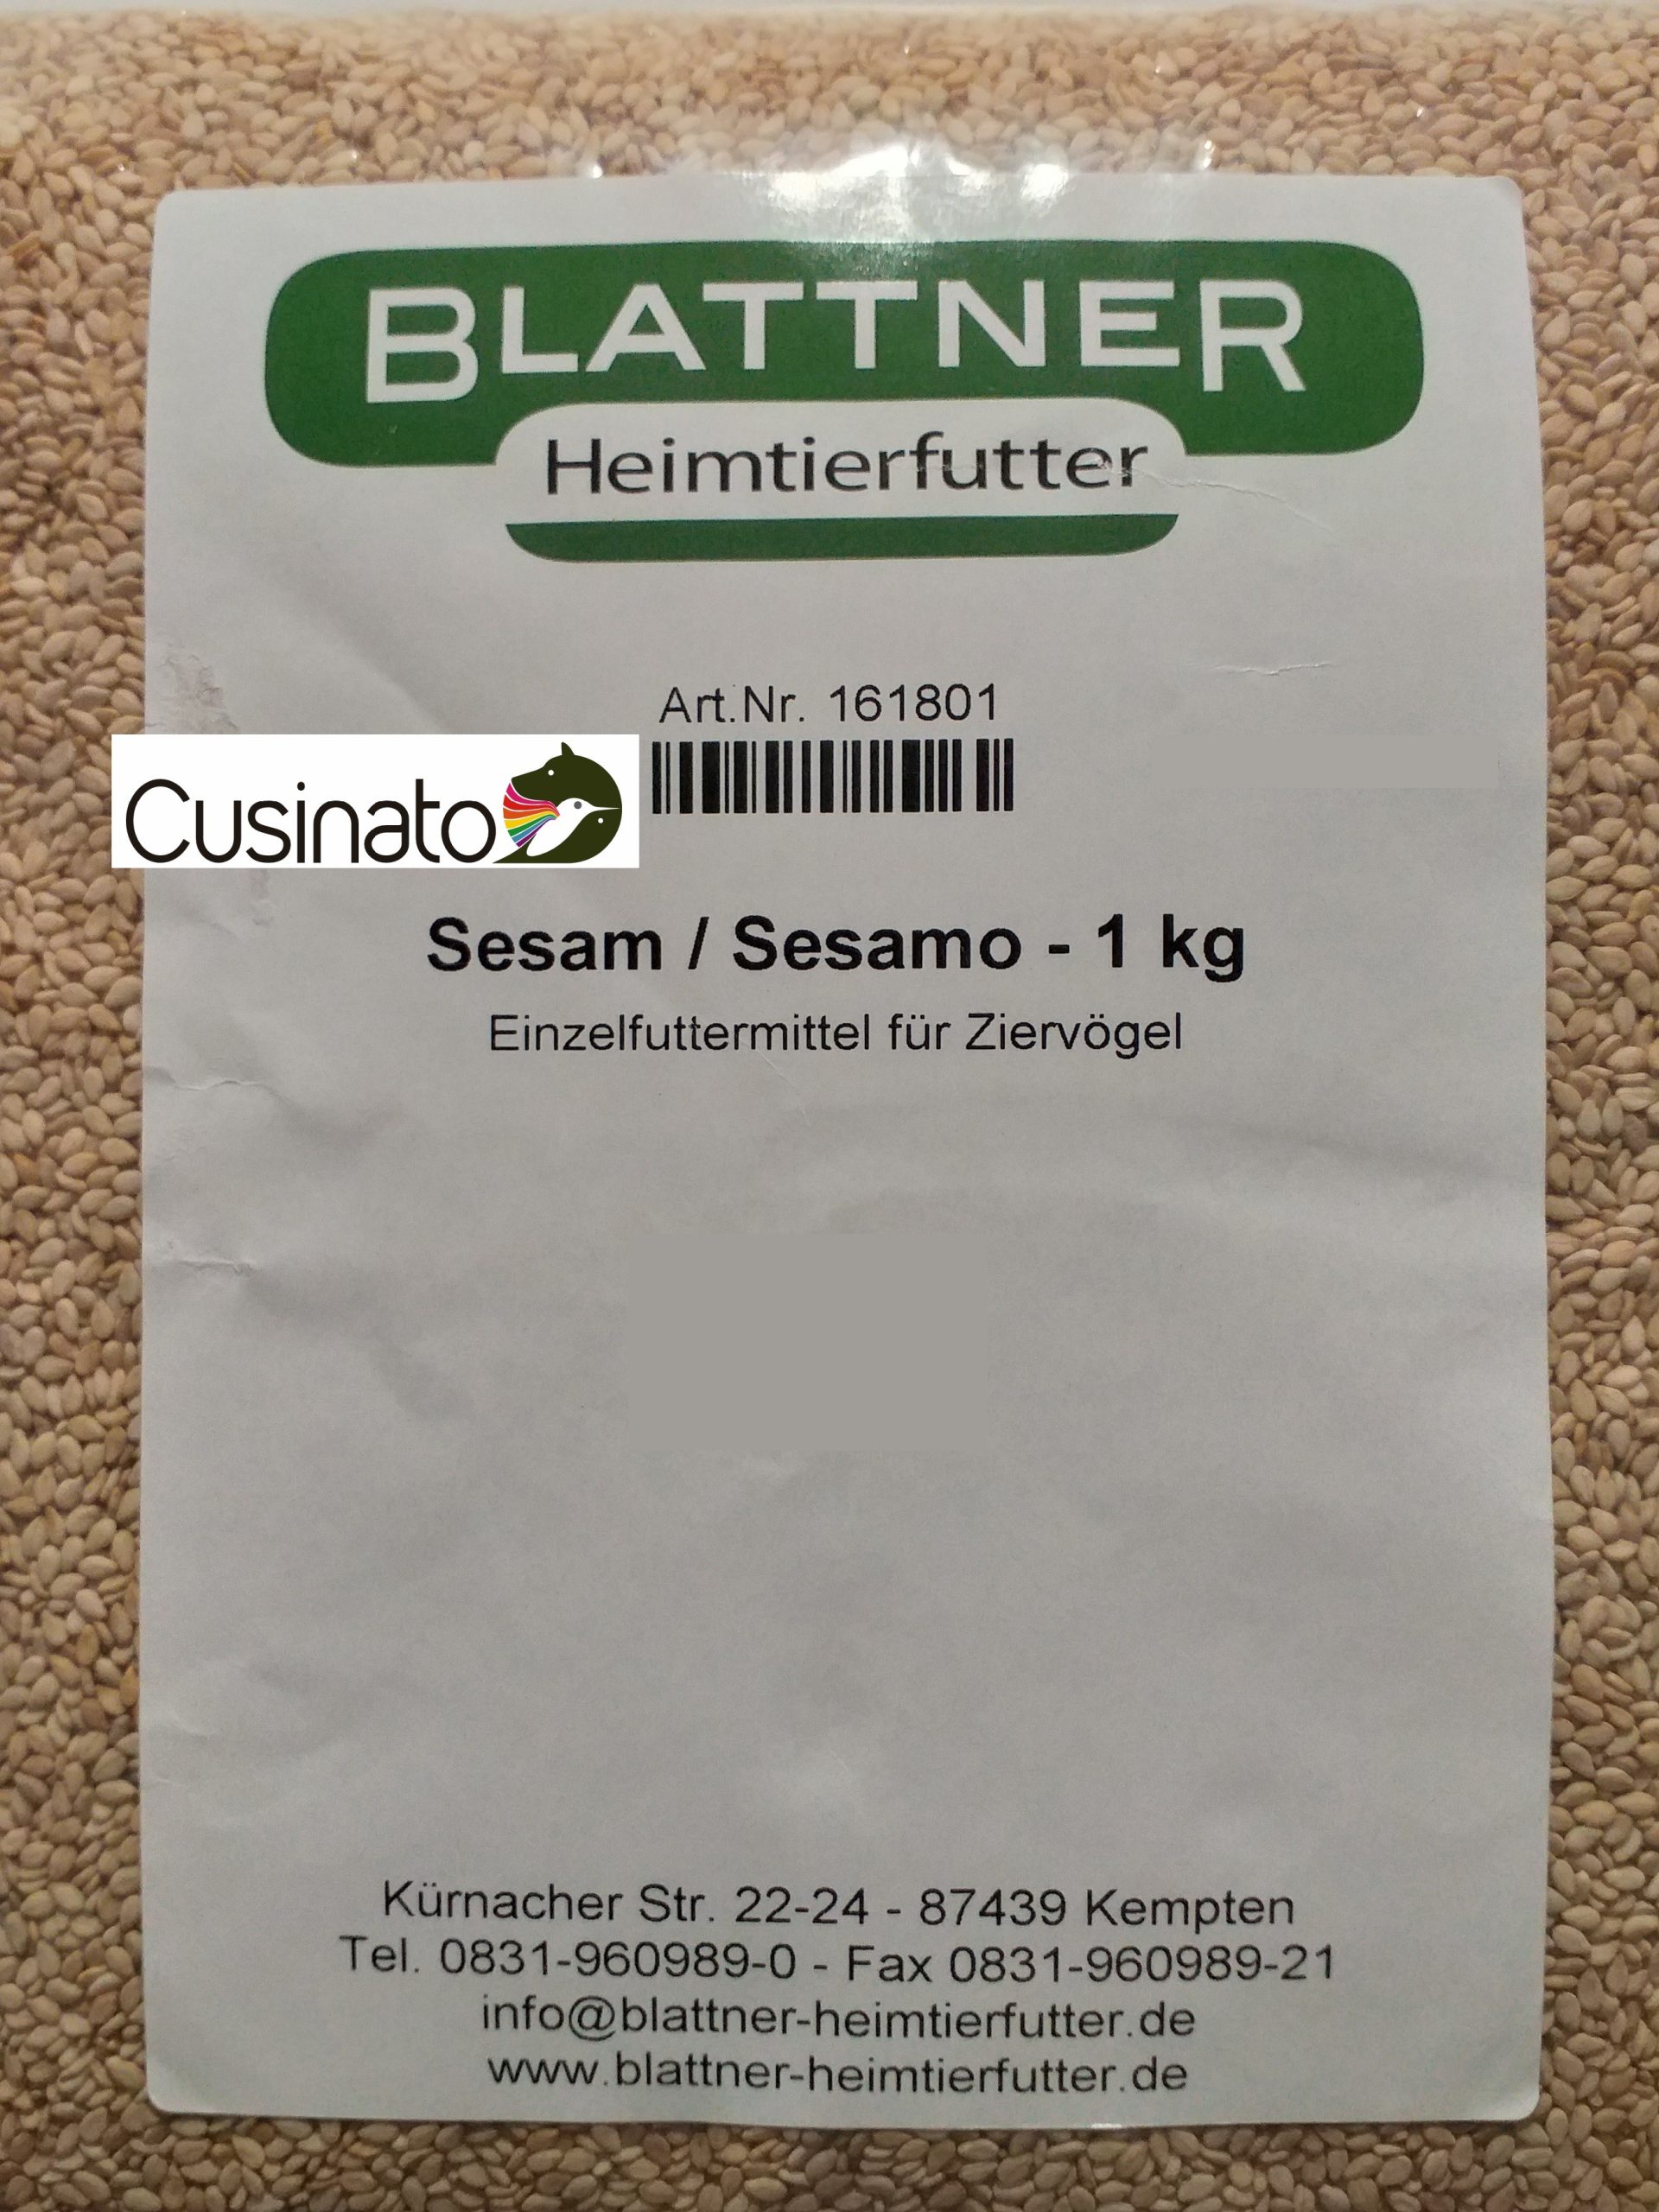 BLATTNER
Heimtierfutter
Art.Nr. 161801
Cusinato
Sesam / Sesamo - 1 kg
Einzelfuttermittel für Ziervögel
Kürnacher Str. 22-24 - 87439 Kempten
Tel. 0831-960989-0 - Fax 0831-960989-21
info@blattner-heimtierfutter.de
www.blattner-heimtierfutter.de